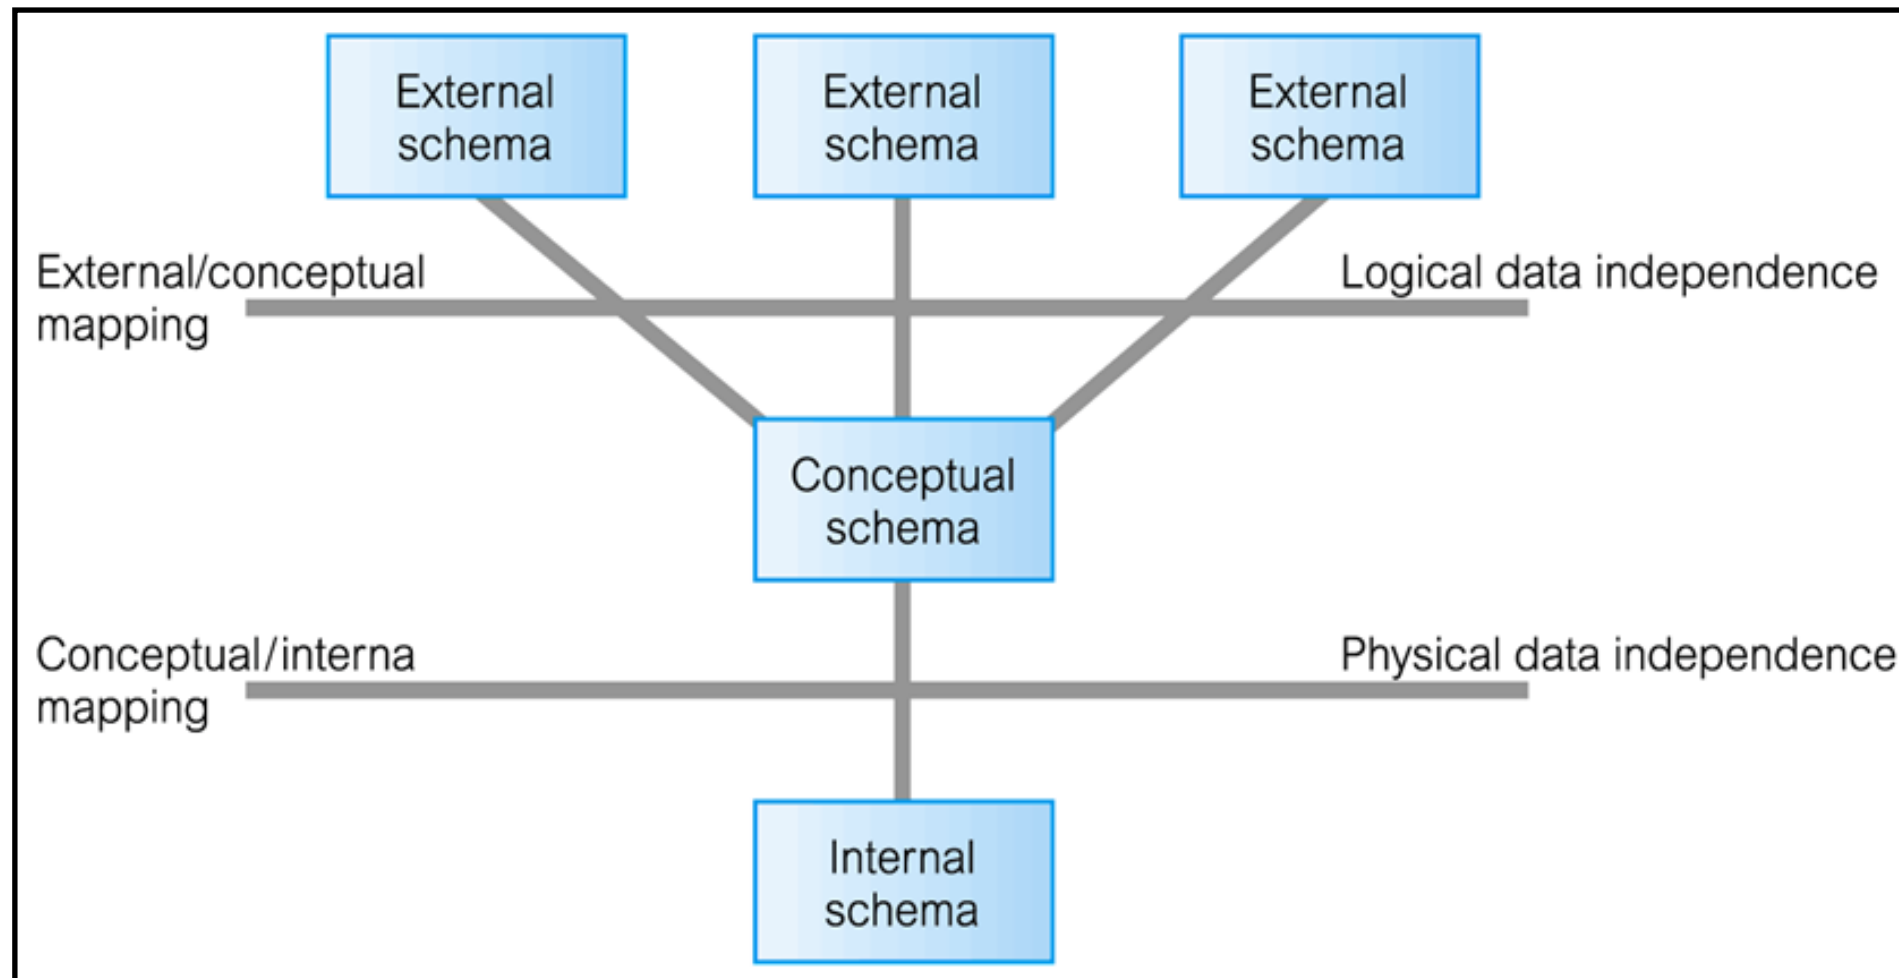 External
schema
External
schema
External
schema
External/conceptual
mapping
Logical data independence
Conceptual
schema
Conceptual/interna
mapping
Physical data independence
Internal
schema